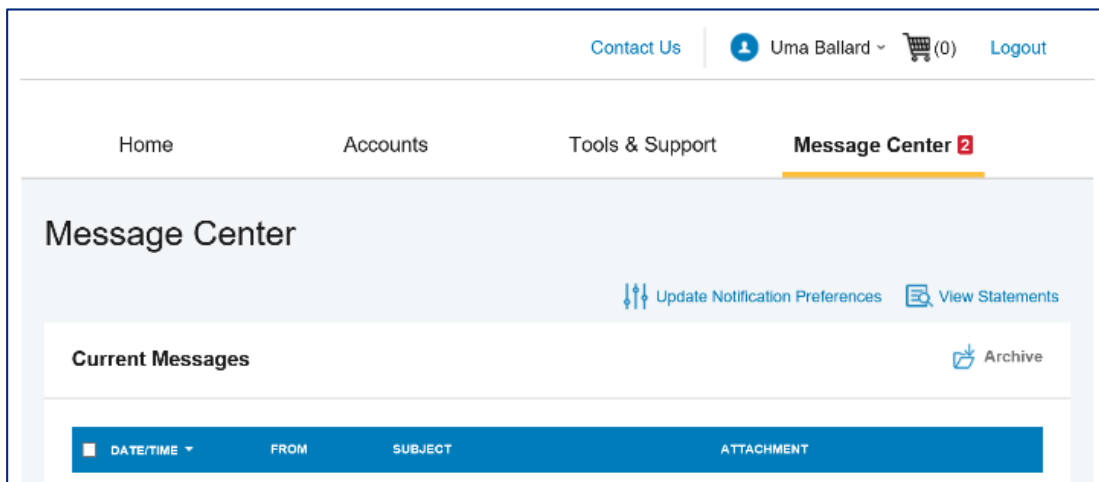 Contact Us Uma Ballard (0) Logout
Home Accounts Tools & Support Message Center 2
Message Center
Update Notification Preferences View Statements
Current Messages Archive
DATE/TIME FROM SUBJECT ATTACHMENT